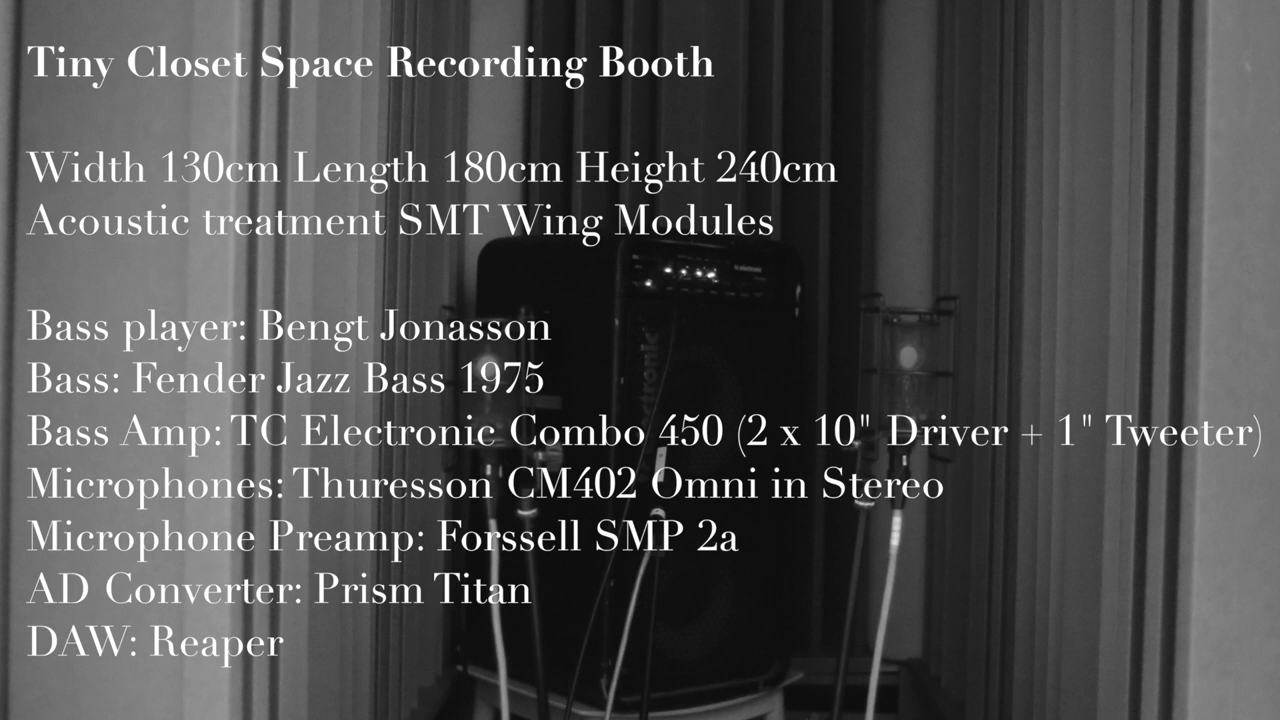 Tiny Closet Space Recording Booth
Width 130cm Length 180cm Height 240cm
Acoustic treatment SMT Wing Modules
Bass player: Bengt Jonasson
Bass: Fender Jazz Bass 1975
Bass Amp: TC Electronic Combo 450 (2 x 10" Driver + 1" Tweeter)
Microphones: Thuresson CM402 Omni in Stereo
Microphone Preamp: Forssell SMP 2a
AD Converter: Prism Titan
DAW: Reaper